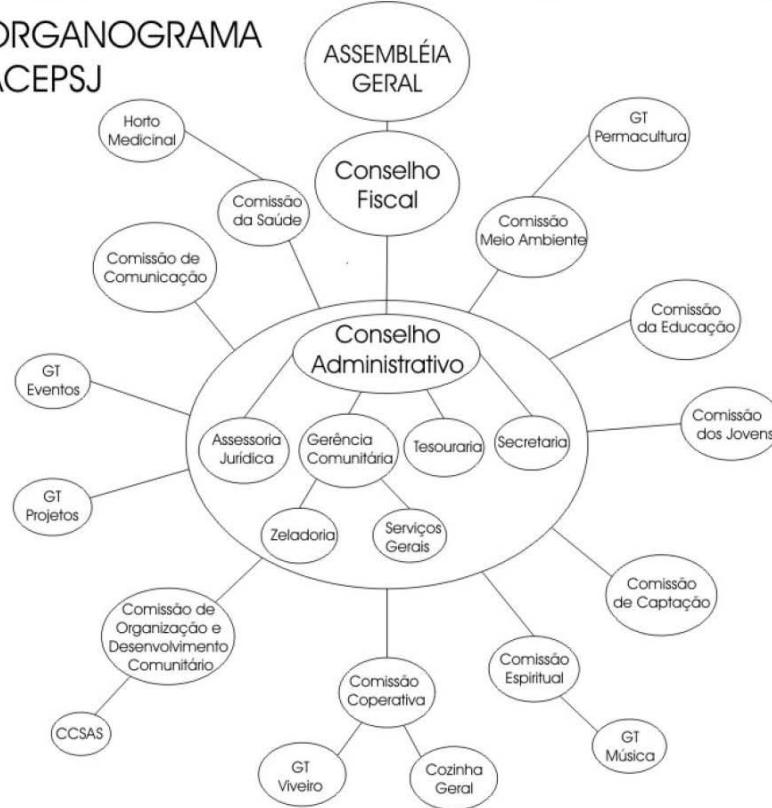 ORGANOGRAMA
ACEPSJ
ASSEMBLÉIA
GERAL
Horto
Medicinal
GT
Permacultura
Conselho
Fiscal
Comissão
da Saúde
Comissão
Meio Ambiente
Comissão de
Comunicação
Comissão
da Educação
Conselho
Administrativo
GT
Eventos
Comissão
dos Jovens
Assessoria
Jurídica
Gerência
Comunitária
Tesouraria
Secretaria
GT
Projetos
Zeladoria
Serviços
Gerais
Comissão
de Captação
Comissão de
Organização e
Desenvolvimento
Comunitário
Comissão
Espiritual
Comissão
Coperativa
CCSAS
GT
Música
GT
Viveiro
Cozinha
Geral